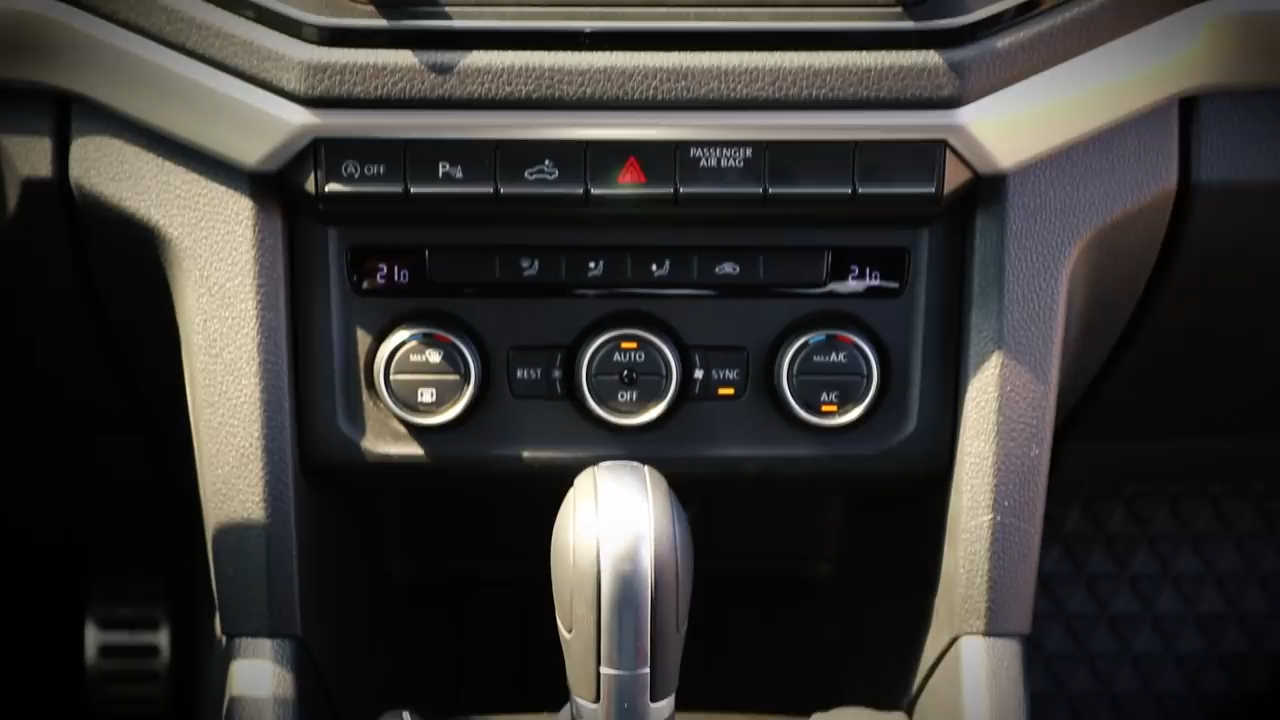 (A) OFF
P
PASSENGER
AIR BAG
21.0
21.0
MAX
REST
AUTO
OFF
SYNC
MAX A/C
A/C